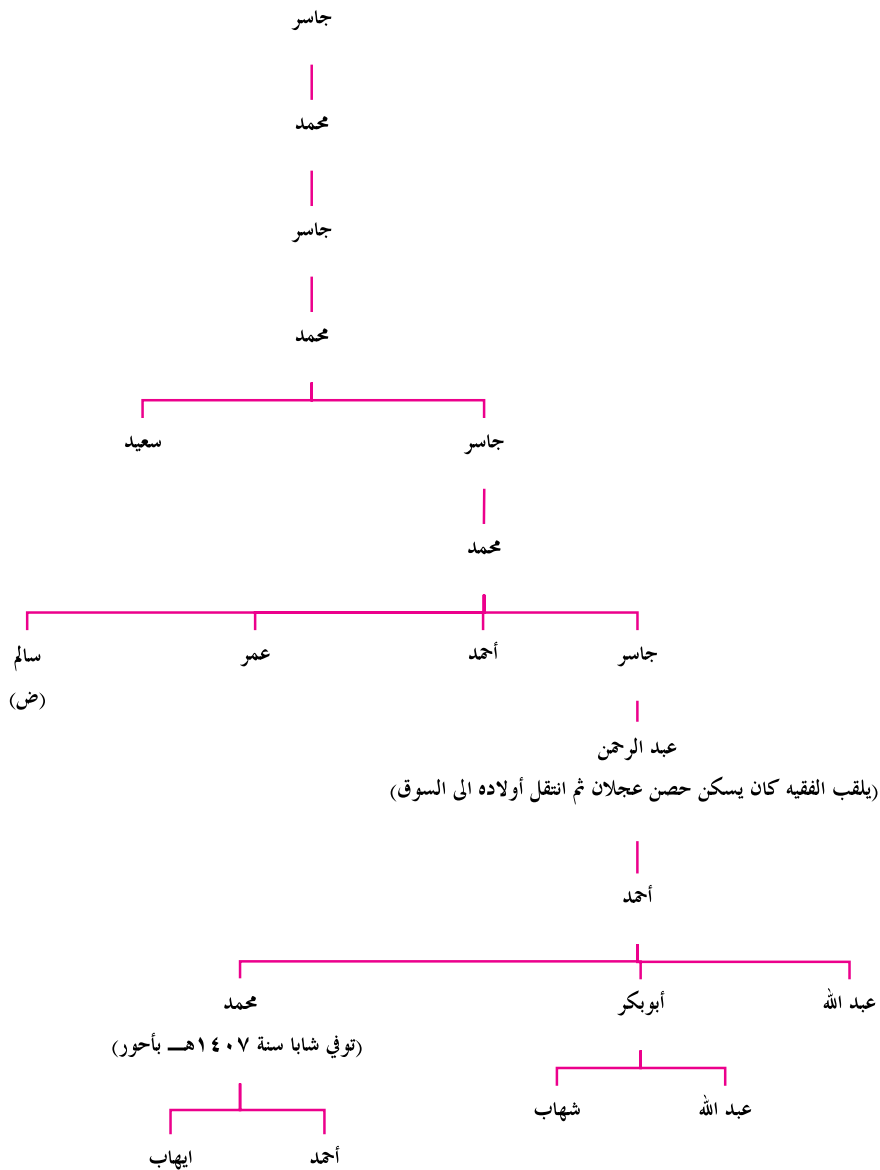 جاسر
محمد
جاسر
محمد
جاسر
سعيد
محمد
جاسر
أحمد
عمر
سالم
(ض)
عبد الرحمن
(يلقب الفقيه كان يسكن حصن عجلان ثم انتقل أولاده الى السوق)
أحمد
عبد الله
أبوبكر
محمد
(توفي شابا سنة ١٤٠٧هــ بأحور)
عبد الله
شهاب
أحمد
ايهاب